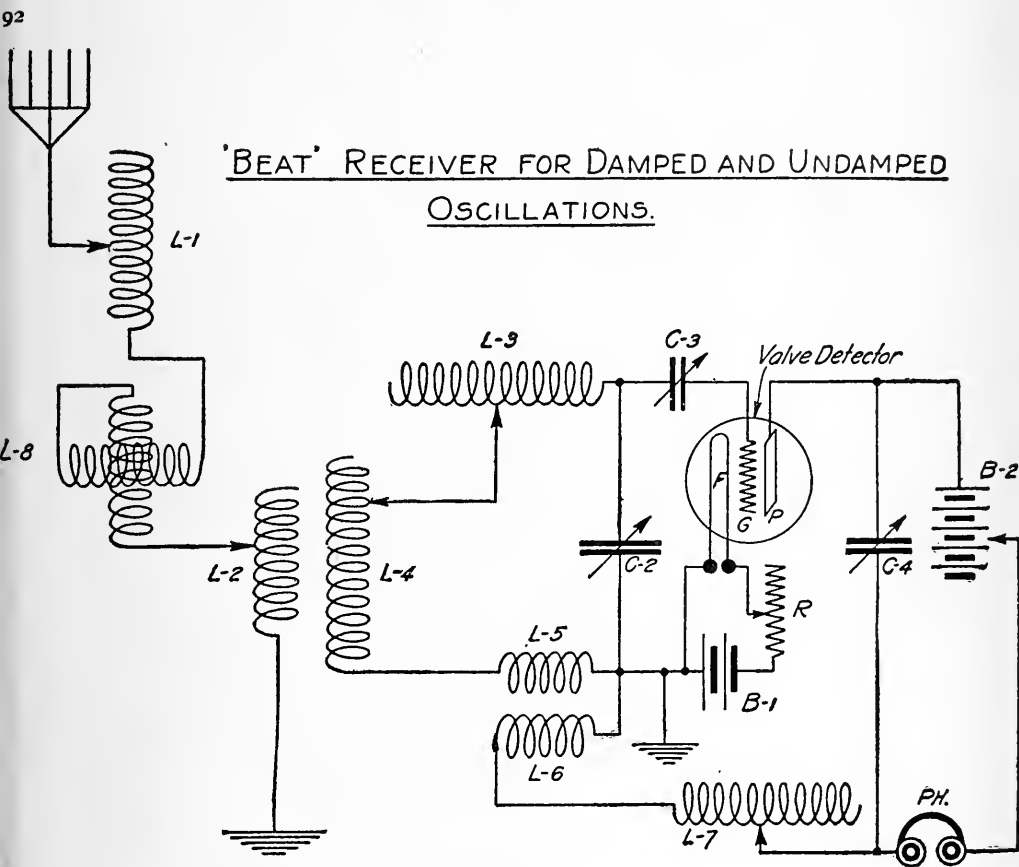 92
'BEAT' RECEIVER FOR DAMPED AND UNDAMPED
OSCILLATIONS.
L-1
L-3
C-3
Valve Detector
L-8
F
G
P
B-2
L-2
L-4
C-2
C-4
R
L-5
B-1
L-6
L-7
PH.